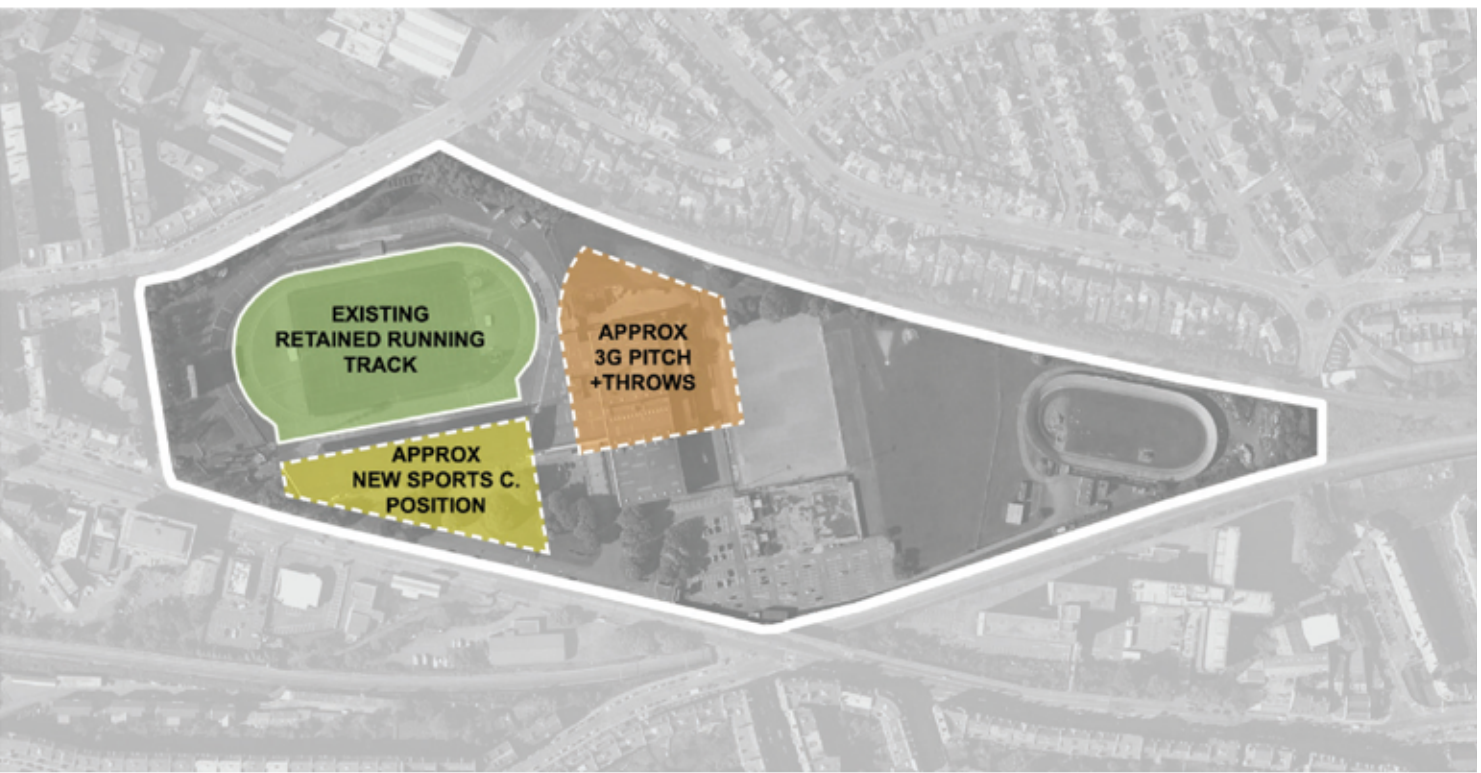 EXISTING
RETAINED RUNNING
TRACK
APPROX
3G PITCH
+THROWS
APPROX
NEW SPORTS C.
POSITION